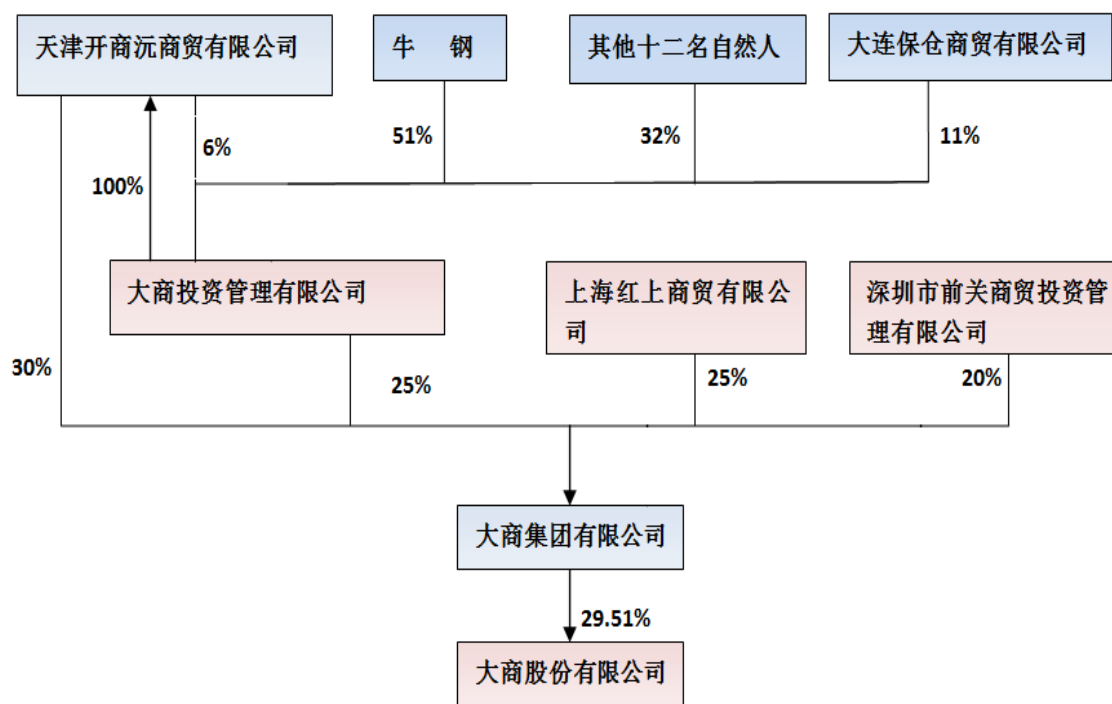 天津开商沅商贸有限公司
牛 钢
其他十二名自然人
大连保仓商贸有限公司
6%
51%
32%
11%
100%
大商投资管理有限公司
上海红上商贸有限公
司
深圳市前关商贸投资管
理有限公司
30%
25%
25%
20%
大商集团有限公司
29.51%
大商股份有限公司